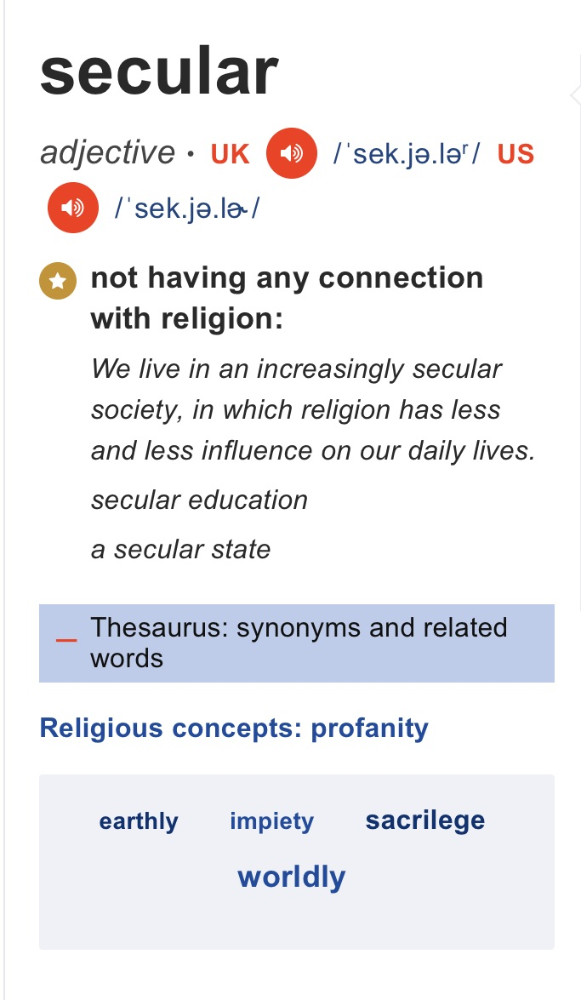 secular
adjective · UK /ˈsek.jə.ləʳ/ US
/ˈsek.jə.lɚ/
not having any connection
with religion:
We live in an increasingly secular
society, in which religion has less
and less influence on our daily lives.
secular education
a secular state
Thesaurus: synonyms and related
words
Religious concepts: profanity
earthly impiety sacrilege
worldly